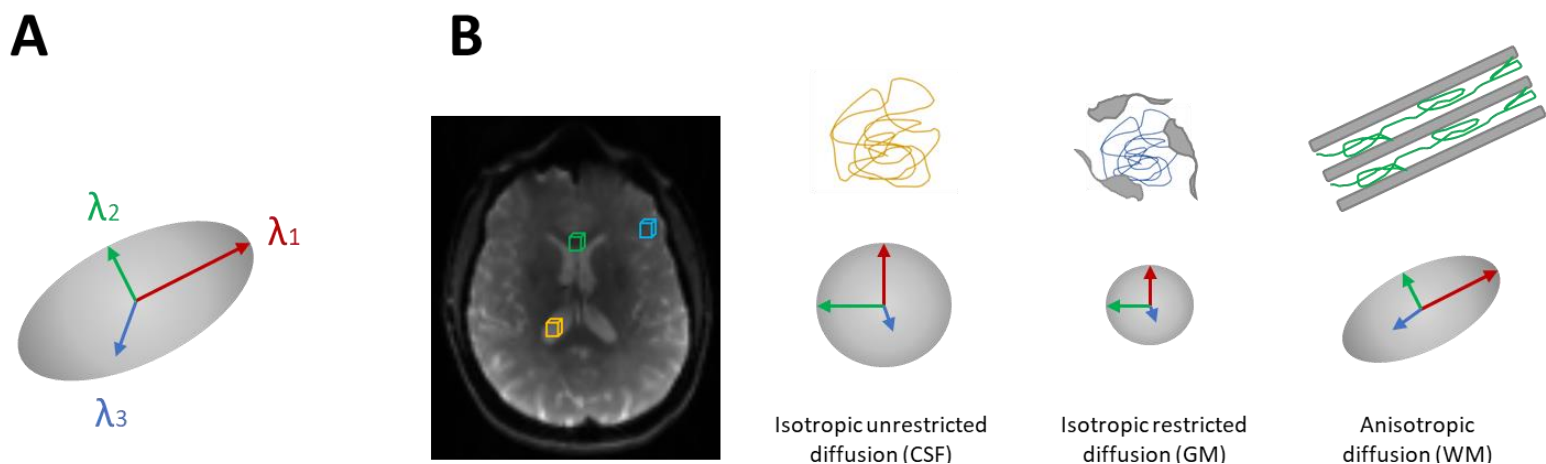 A
B
λ2
λ1
λ3
Isotropic unrestricted
diffusion (CSF)
Isotropic restricted
diffusion (GM)
Anisotropic
diffusion (WM)